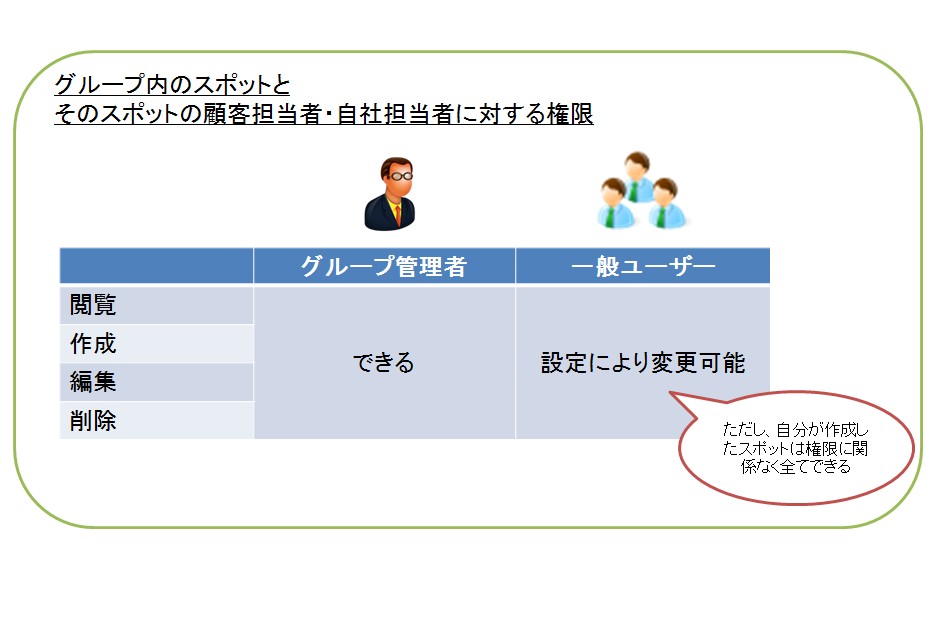 グループ内のスポットと
そのスポットの顧客担当者・自社担当者に対する権限
グループ管理者 一般ユーザー
閲覧
作成
編集
削除
できる 設定により変更可能
ただし、自分が作成し
たスポットは権限に関
係なく全てできる